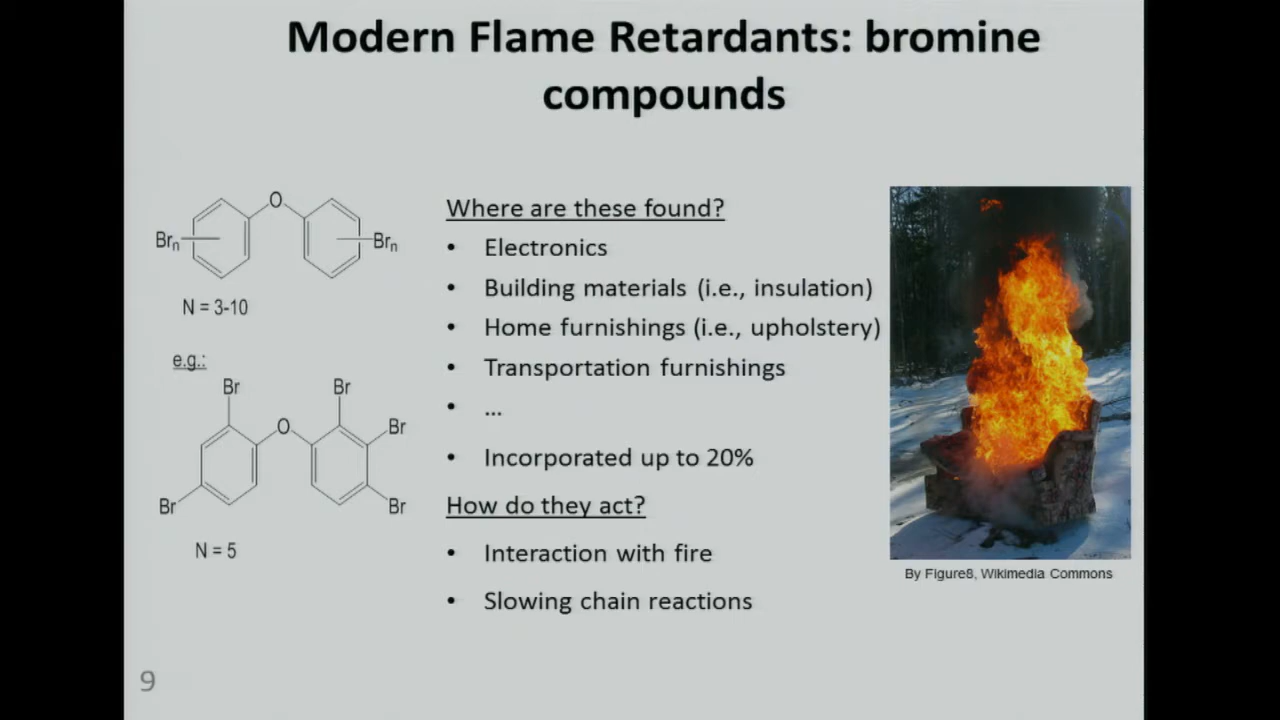 Modern Flame Retardants: bromine
compounds
O
Brn
Brn
N = 3-10
e.g.:
Br
Br
O
Br
Br
Br
N = 5
Where are these found?
• Electronics
• Building materials (i.e., insulation)
• Home furnishings (i.e., upholstery)
• Transportation furnishings
• ...
• Incorporated up to 20%
How do they act?
• Interaction with fire
• Slowing chain reactions
By Figure8, Wikimedia Commons
9